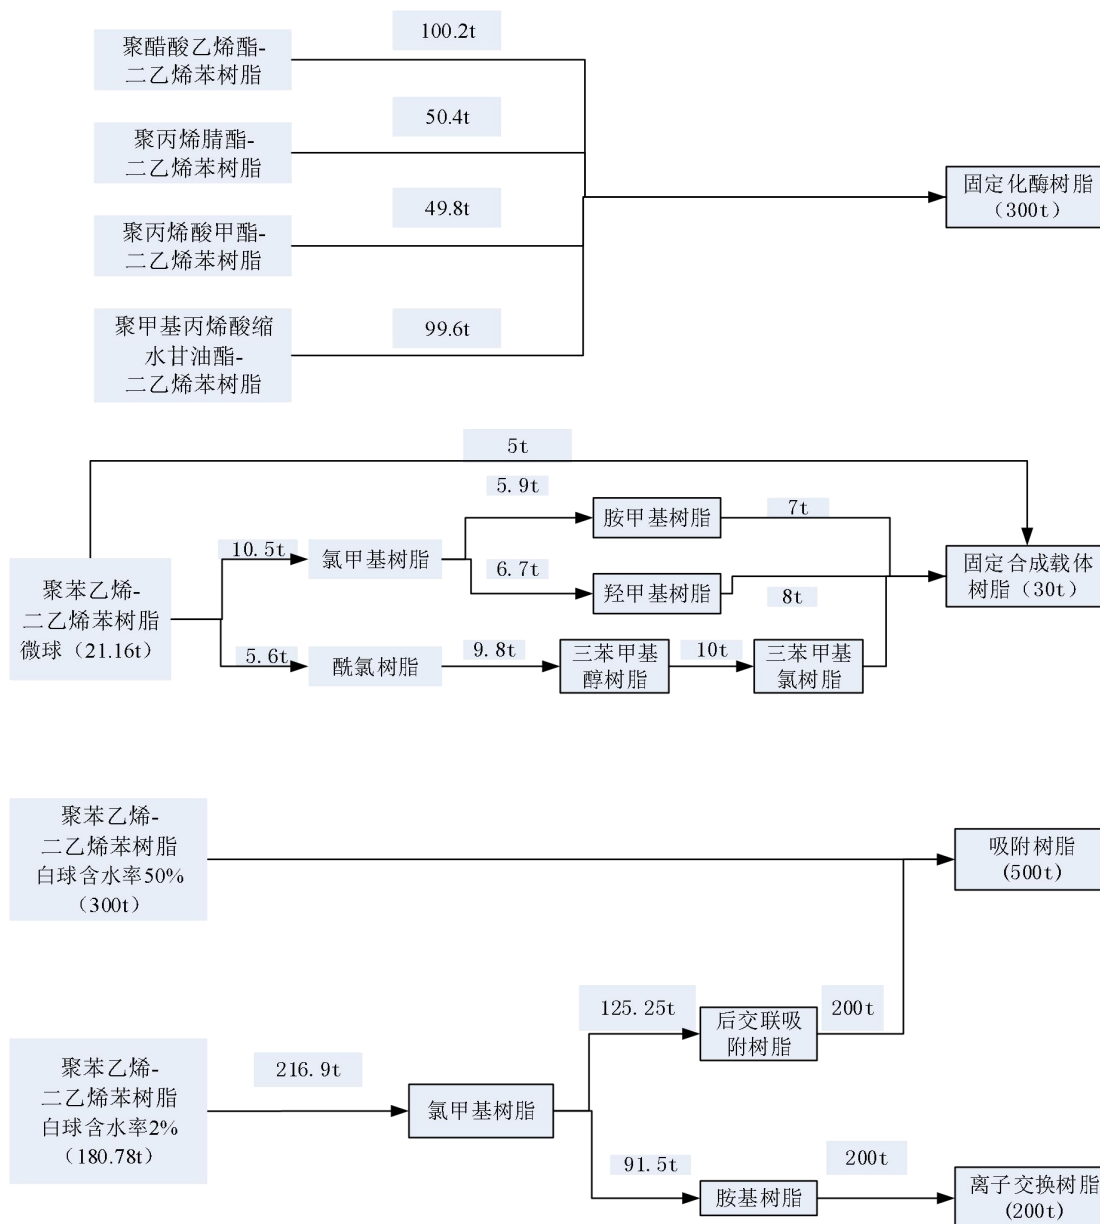 聚醋酸乙烯酯-
二乙烯苯树脂
100.2t
聚丙烯腈酯-
二乙烯苯树脂
50.4t
聚丙烯酸甲酯-
二乙烯苯树脂
49.8t
聚甲基丙烯酸缩
水甘油酯-
二乙烯苯树脂
99.6t
固定化酶树脂
（300t）
5t
聚苯乙烯-
二乙烯苯树脂
微球（21.16t）
10.5t
氯甲基树脂
5.9t
胺甲基树脂
7t
6.7t
羟甲基树脂
8t
5.6t
酰氯树脂
9.8t
三苯甲基
醇树脂
10t
三苯甲基
氯树脂
固定合成载体
树脂（30t）
聚苯乙烯-
二乙烯苯树脂
白球含水率50%
（300t）
吸附树脂
(500t)
聚苯乙烯-
二乙烯苯树脂
白球含水率2%
（180.78t）
216.9t
氯甲基树脂
125.25t
后交联吸
附树脂
200t
91.5t
胺基树脂
200t
离子交换树脂
(200t)